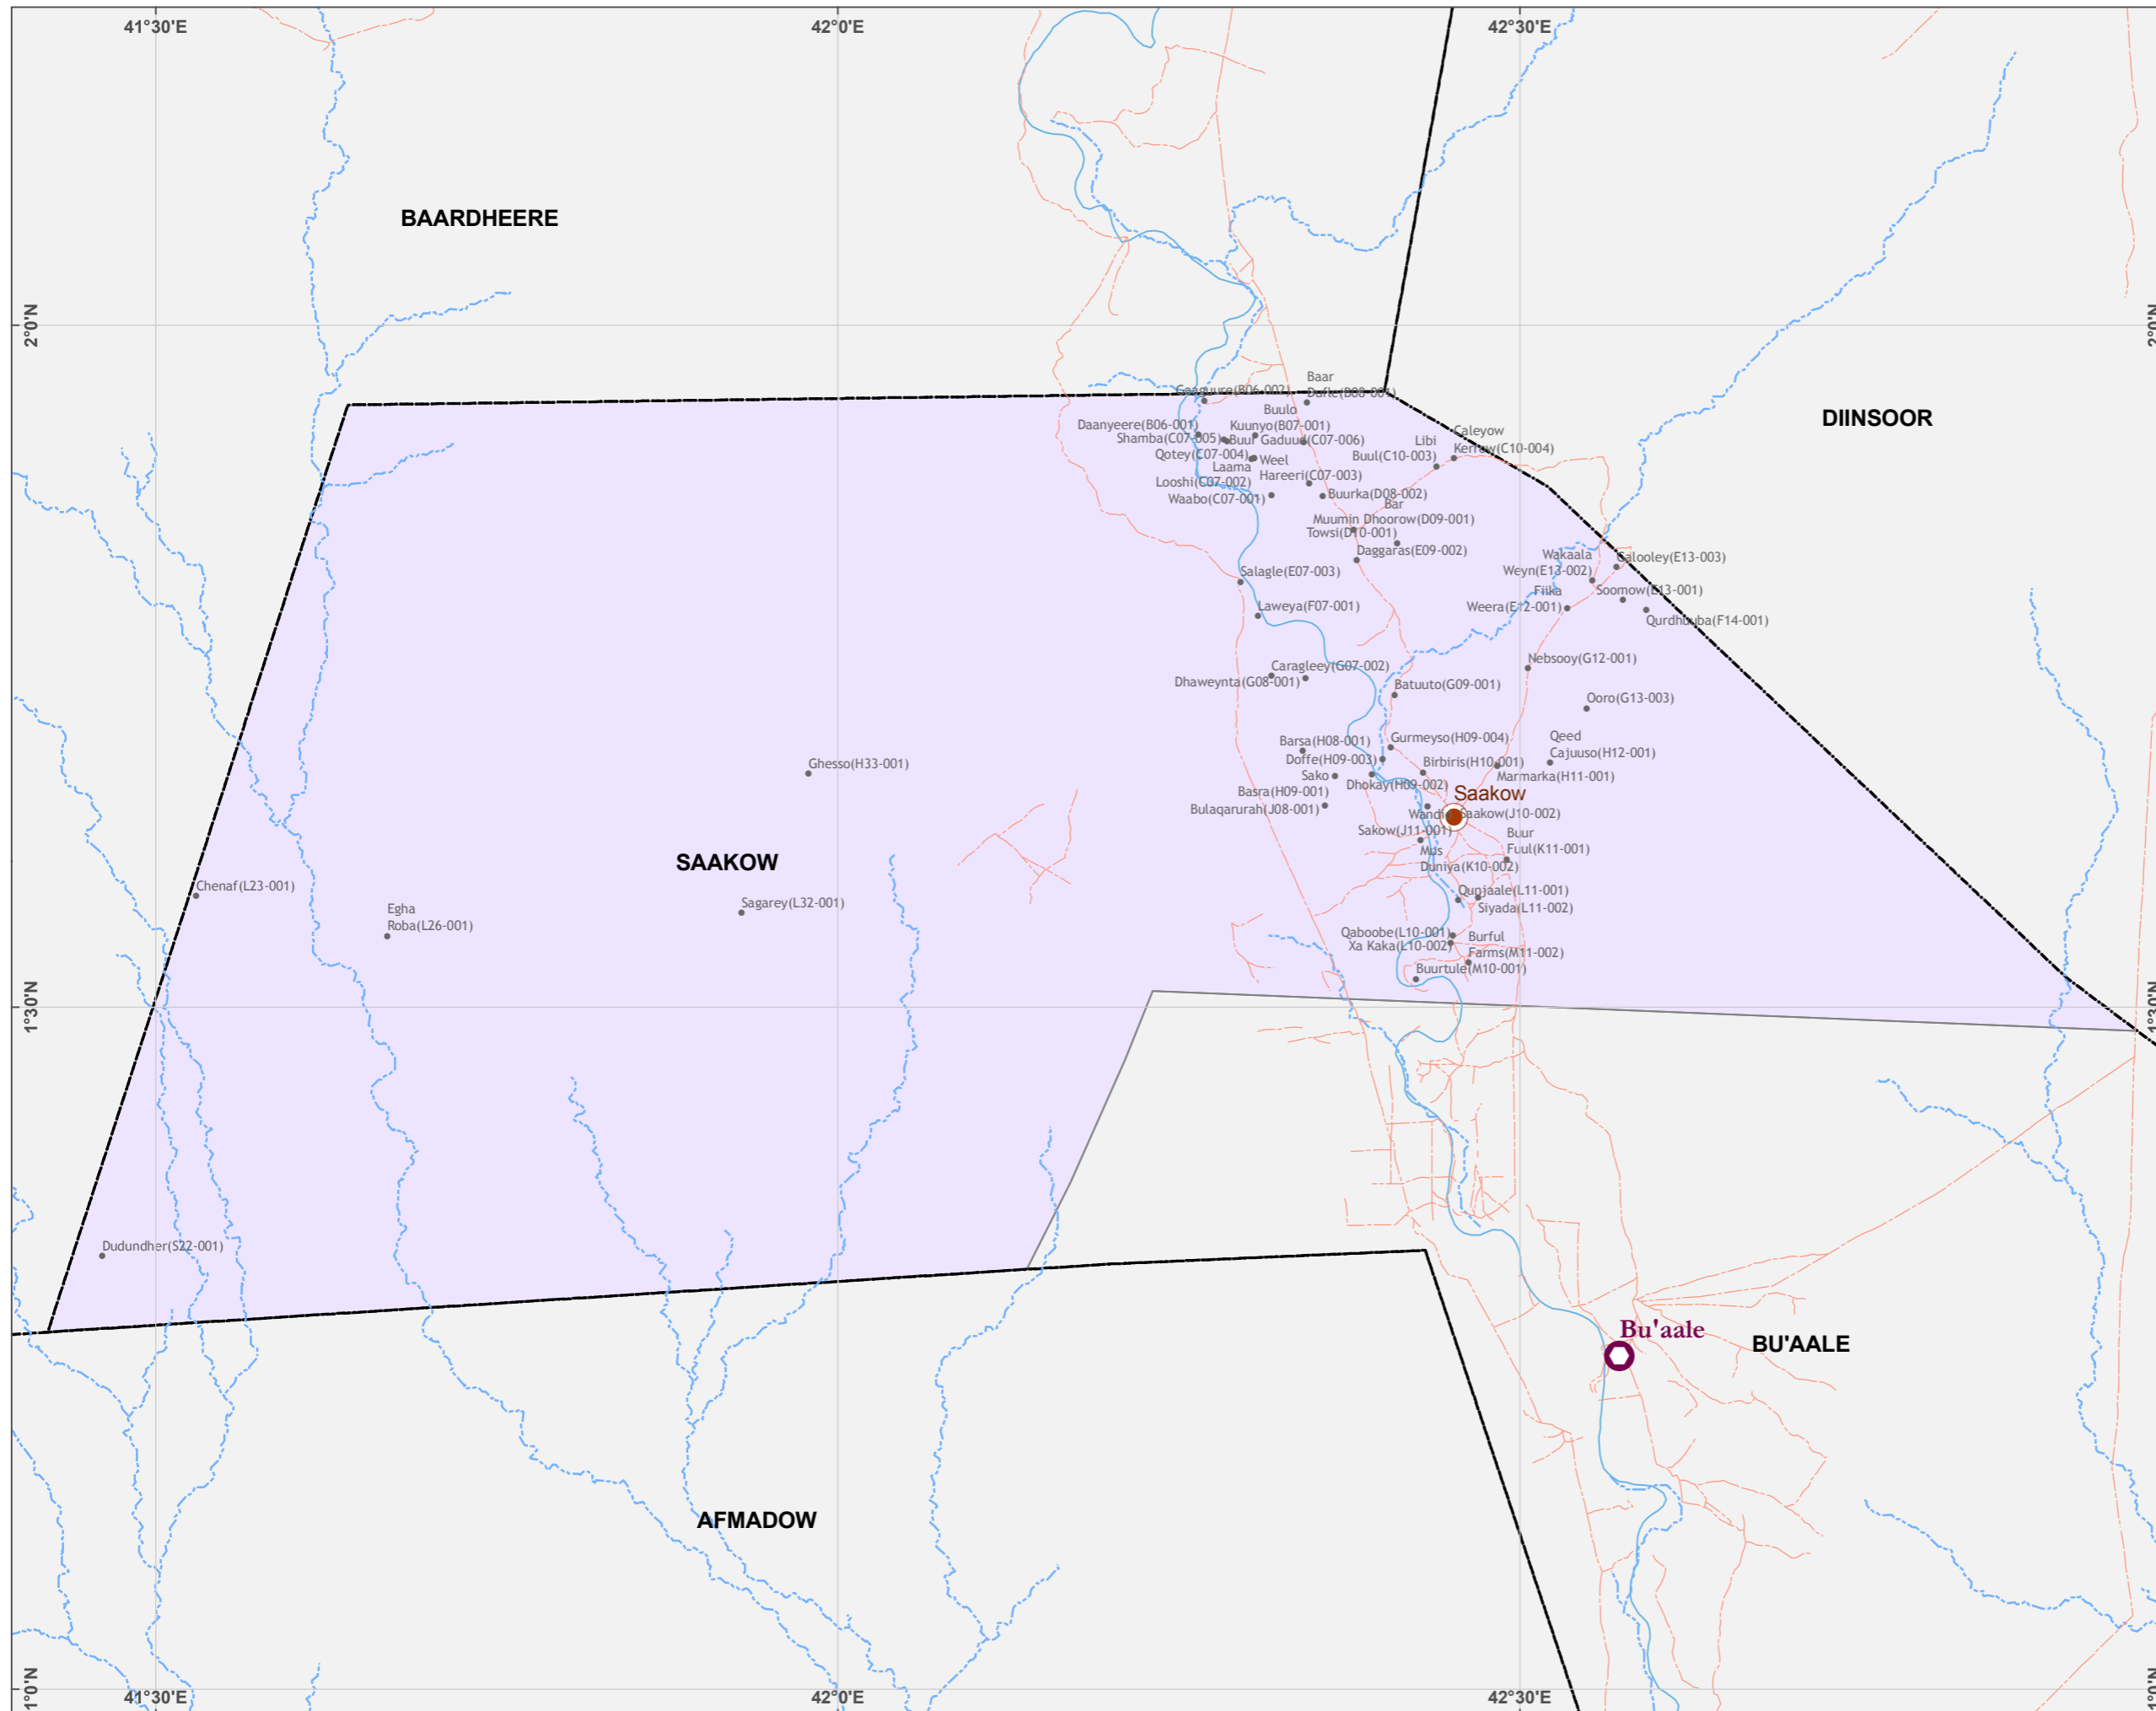 41°30'E
42°0'E
42°30'E
BAARDHEERE
2°0'N
2°0'N
DIINSOOR
Baar
Dafle(B08-001)
Buulo
Kuunyo(B07-001)
Daanyeere(B06-001)
Shamba(C07-005)
Buur Gaduud(C07-006)
Caleyow
Kerrow(C10-004)
Libi
Buul(C10-003)
Qotey(C07-004)
Weel
Hareeri(C07-003)
Laama
Looshi(C07-002)
Waabo(C07-001)
Buurka(D08-002)
Bar
Muumin Dhoorow(D09-001)
Towsi(D10-001)
Daggaras(E09-002)
Wakaala
Weyn(E13-002)
Calooley(E13-003)
Salagle(E07-003)
Fiika
Weera(E12-001)
Soomow(E13-001)
Laweya(F07-001)
Qurdhuuba(F14-001)
Nebsooy(G12-001)
Caragleey(G07-002)
Dhaweynta(G08-001)
Batuuto(G09-001)
Ooro(G13-003)
Barsa(H08-001)
Gurmeyso(H09-004)
Qeed
Cajuuso(H12-001)
Doffe(H09-003)
Birbiris(H10-001)
Ghesso(H33-001)
Sako
Dhokay(H09-002)
Marmarka(H11-001)
Basra(H09-001)
Saakow
Bulaqarurah(J08-001)
Saakow(J10-002)
Sakow(J11-001)
Buur
Fuul(K11-001)
Mus
Duniya(K10-002)
SAAKOW
Chenaf(L23-001)
Qunjaale(L11-001)
Siyada(L11-002)
Sagarey(L32-001)
Egha
Roba(L26-001)
Qaboobe(L10-001)
Xa Kaka(L10-002)
Burful
Farms(M11-002)
Buurtule(M10-001)
1°30'N
1°30'N
Dudundher(S22-001)
Bu'aale
BU'AALE
AFMADOW
1°0'N
1°0'N
41°30'E
42°0'E
42°30'E